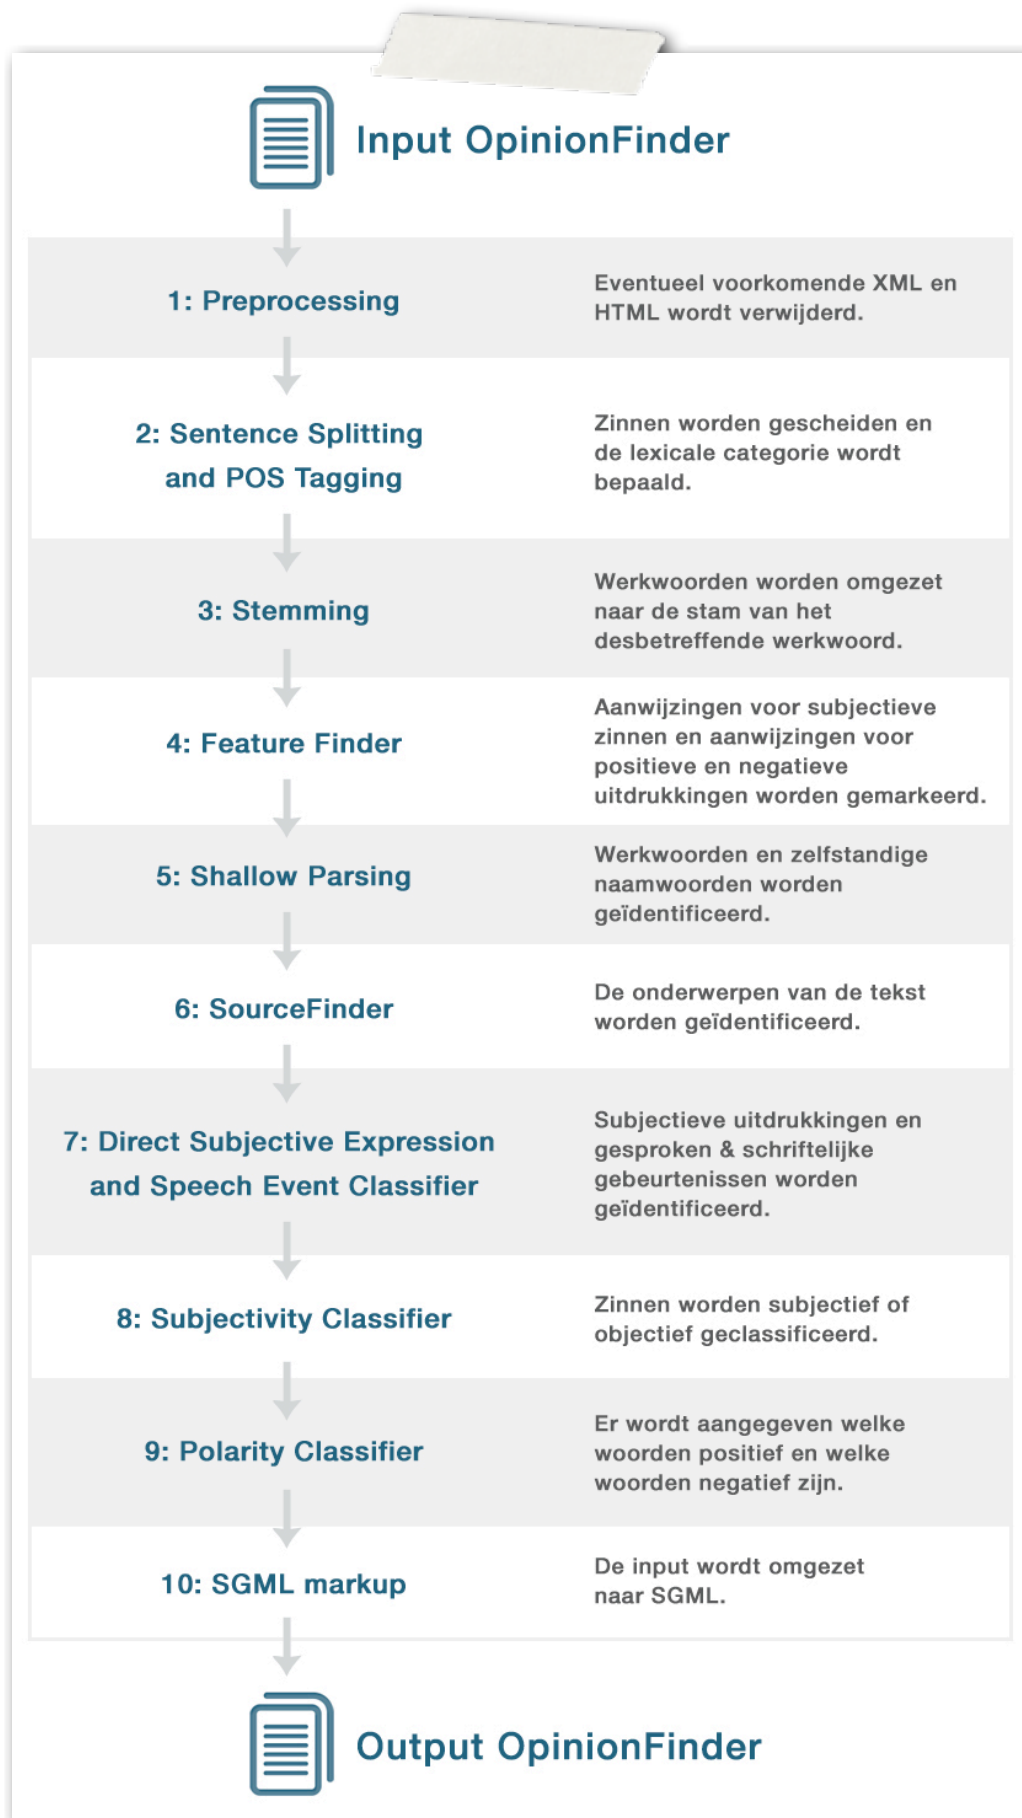 Input OpinionFinder
1: Preprocessing
Eventueel voorkomende XML en
HTML wordt verwijderd.
2: Sentence Splitting
and POS Tagging
Zinnen worden gescheiden en
de lexicale categorie wordt
bepaald.
3: Stemming
Werkwoorden worden omgezet
naar de stam van het
desbetreffende werkwoord.
4: Feature Finder
Aanwijzingen voor subjectieve
zinnen en aanwijzingen voor
positieve en negatieve
uitdrukkingen worden gemarkeerd.
5: Shallow Parsing
Werkwoorden en zelfstandige
naamwoorden worden
geïdentificeerd.
6: SourceFinder
De onderwerpen van de tekst
worden geïdentificeerd.
7: Direct Subjective Expression
and Speech Event Classifier
Subjectieve uitdrukkingen en
gesproken & schriftelijke
gebeurtenissen worden
geïdentificeerd.
8: Subjectivity Classifier
Zinnen worden subjectief of
objectief geclassificeerd.
9: Polarity Classifier
Er wordt aangegeven welke
woorden positief en welke
woorden negatief zijn.
10: SGML markup
De input wordt omgezet
naar SGML.
Output OpinionFinder